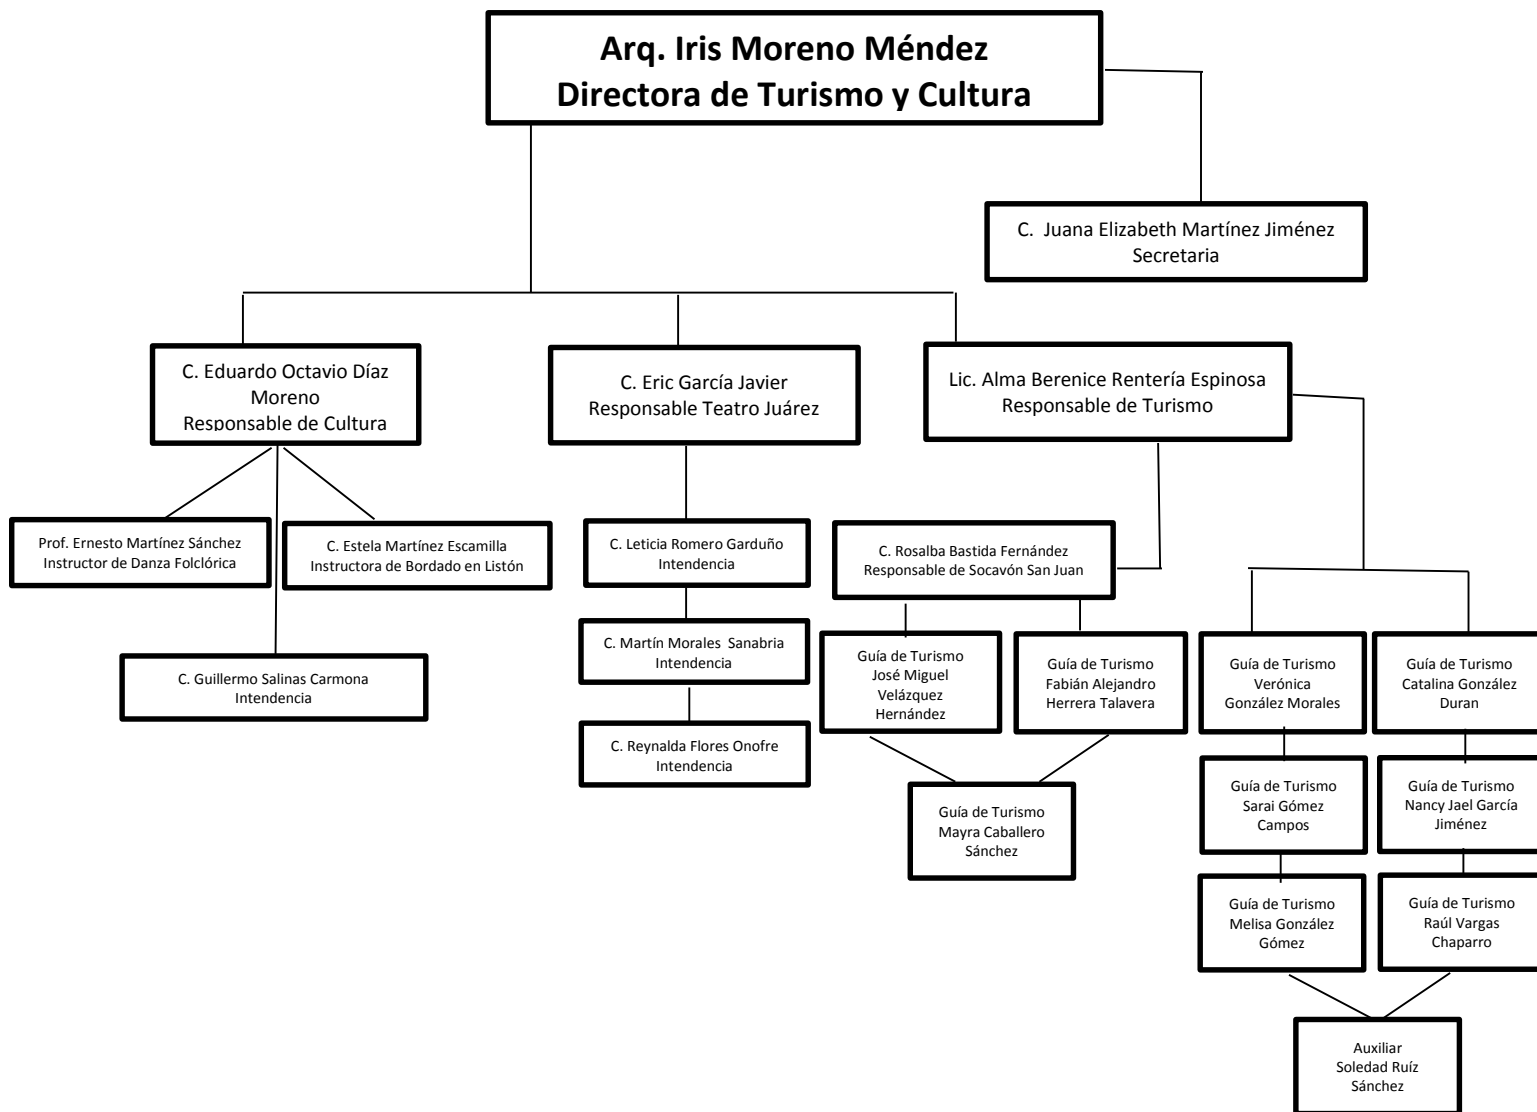 Arq. Iris Moreno Méndez
Directora de Turismo y Cultura
C. Juana Elizabeth Martínez Jiménez
Secretaria
C. Eduardo Octavio Díaz
Moreno
Responsable de Cultura
C. Eric García Javier
Responsable Teatro Juárez
Lic. Alma Berenice Rentería Espinosa
Responsable de Turismo
Prof. Ernesto Martínez Sánchez
Instructor de Danza Folclórica
C. Estela Martínez Escamilla
Instructora de Bordado en Listón
C. Guillermo Salinas Carmona
Intendencia
C. Leticia Romero Garduño
Intendencia
C. Martín Morales Sanabria
Intendencia
C. Reynalda Flores Onofre
Intendencia
C. Rosalba Bastida Fernández
Responsable de Socavón San Juan
Guía de Turismo
José Miguel
Velázquez
Hernández
Guía de Turismo
Fabián Alejandro
Herrera Talavera
Guía de Turismo
Mayra Caballero
Sánchez
Guía de Turismo
Verónica
González Morales
Guía de Turismo
Catalina González
Duran
Guía de Turismo
Sarai Gómez
Campos
Guía de Turismo
Nancy Jael García
Jiménez
Guía de Turismo
Melisa González
Gómez
Guía de Turismo
Raúl Vargas
Chaparro
Auxiliar
Soledad Ruíz
Sánchez